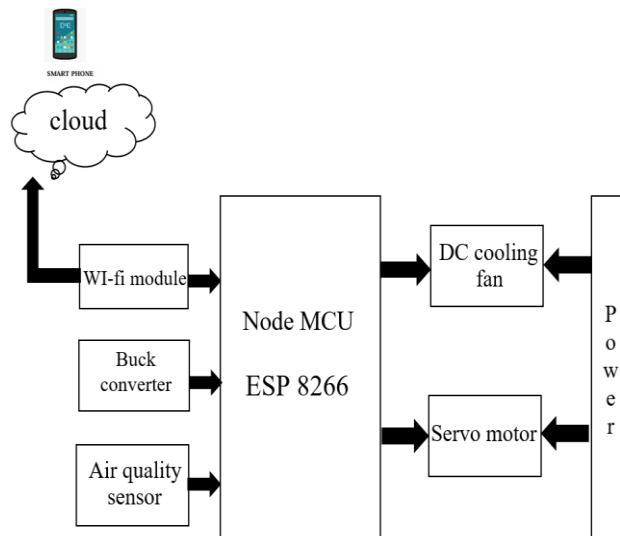 SMART PHONE
cloud
WI-fi module
Buck
converter
Air quality
sensor
Node MCU
ESP 8266
DC cooling
fan
Servo motor
P
o
w
e
r